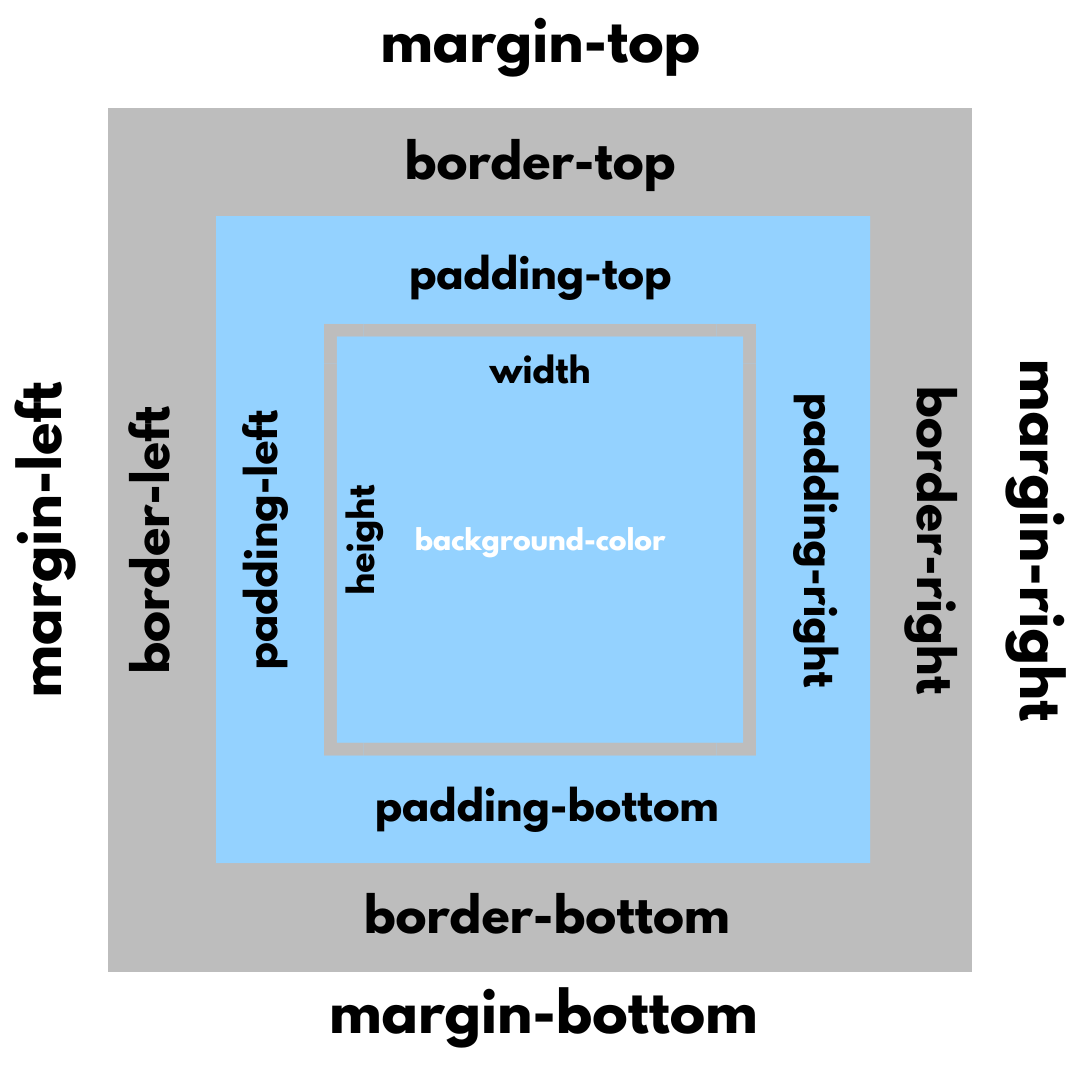 margin-top
border-top
padding-top
width
margin-left
border-left
padding-left
height
background-color
padding-right
border-right
margin-right
padding-bottom
border-bottom
margin-bottom